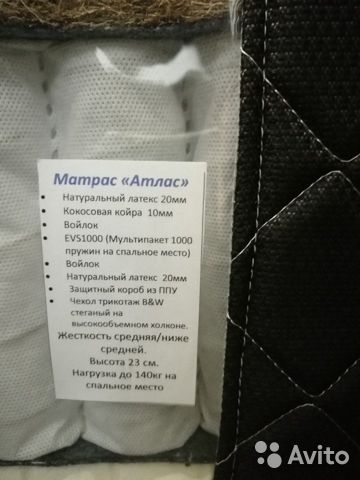 Матрас «Атлас»
• Натуральный латекс 20мм
• Кокосовая койра 10мм
• Войлок
• EVS1000 (Мультипакет 1000
пружин на спальное место)
• Войлок
• Натуральный латекс 20мм
• Защитный короб из ППУ
• Чехол трикотаж B&W
стеганый на
высокообъемном холконе.
Жесткость средняя/ниже
средней.
Высота 23 см.
Нагрузка до 140кг на
спальное место
Avito